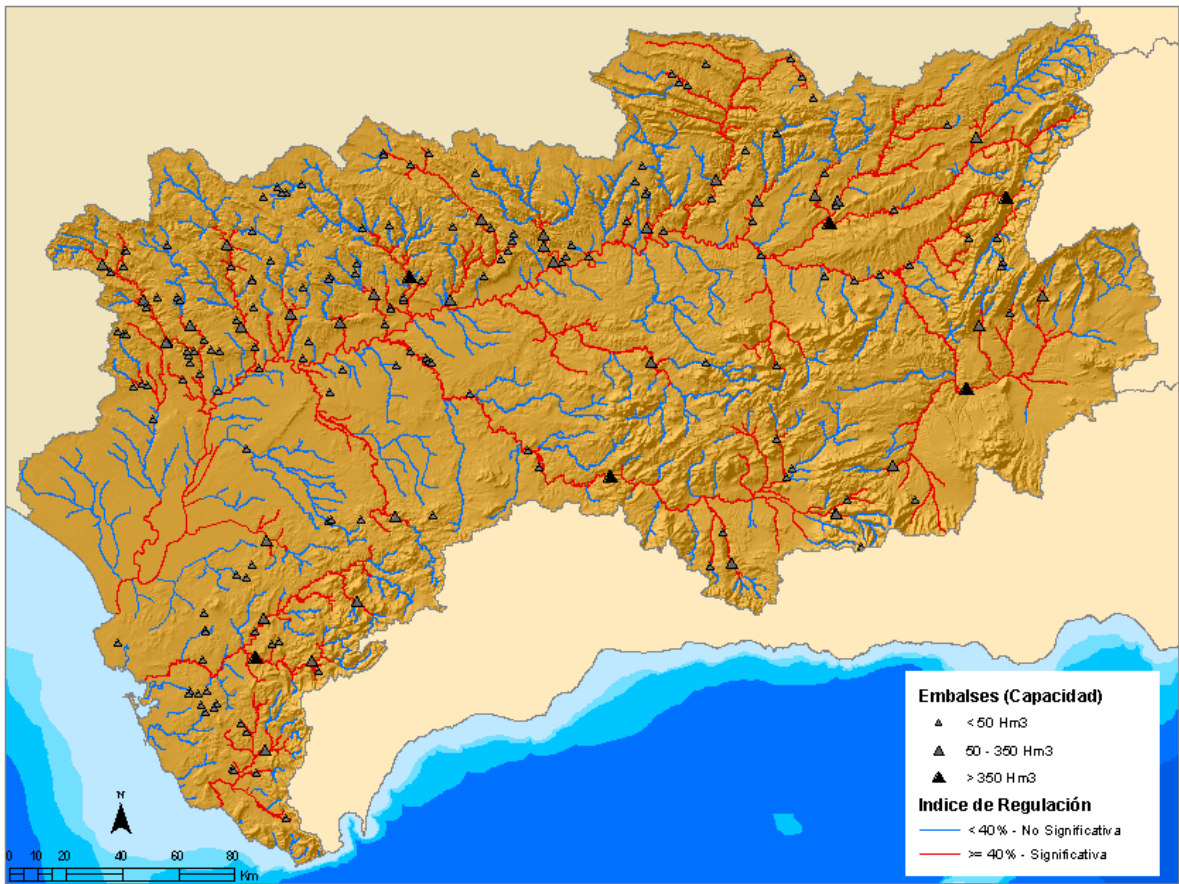 Embalses (Capacidad)
< 50 Hm3
50 - 350 Hm3
> 350 Hm3
Indice de Regulación
< 40% - No Significativa
>= 40% - Significativa
N
0 10 20 40 60 80
Km